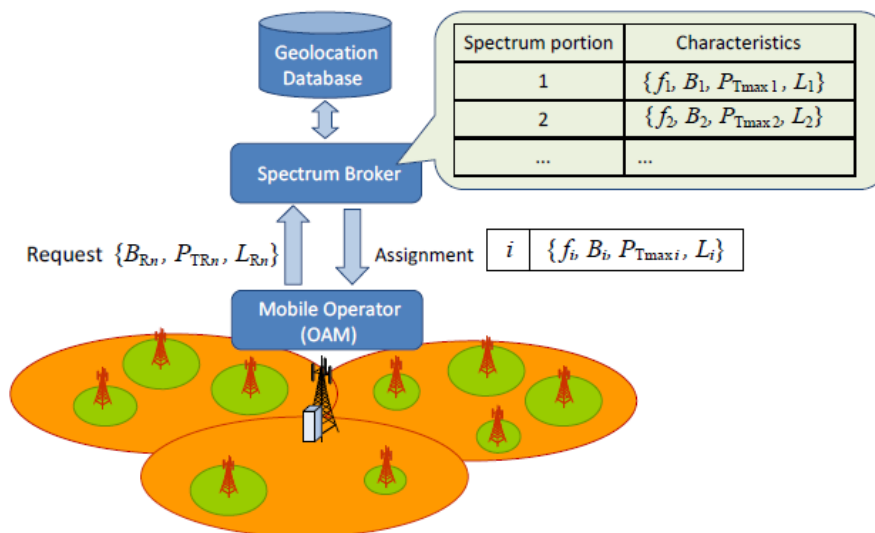 Geolocation
Database
Spectrum portion Characteristics
1 {f1, B1, PTmax 1, L1}
2 {f2, B2, PTmax 2, L2}
... ...
Spectrum Broker
Request {BRn, PTRn, LRn}
Assignment i {fi, Bi, PTmax i, Li}
Mobile Operator
(OAM)